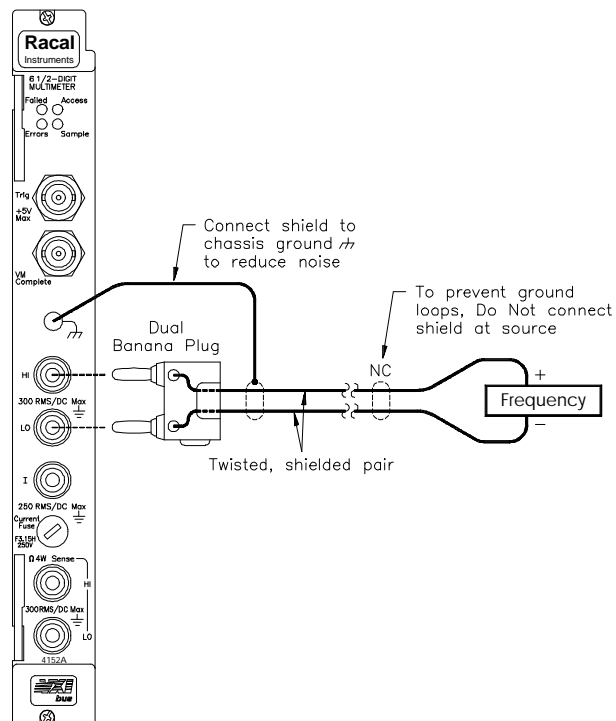 Racal
Instruments
6 1/2-DIGIT
MULTIMETER
Failed Access
Errors Sample
Trig
+5V
Max
VM
Complete
Connect shield to
chassis ground
to reduce noise
To prevent ground
loops, Do Not connect
shield at source
Dual
Banana Plug
NC
HI
300 RMS/DC Max
LO
+
Frequency
−
Twisted, shielded pair
I
250 RMS/DC Max
Current
Fuse
F3.15H
250V
Ω 4W Sense
HI
300RMS/DC Max
LO
4152A
VXI
bus